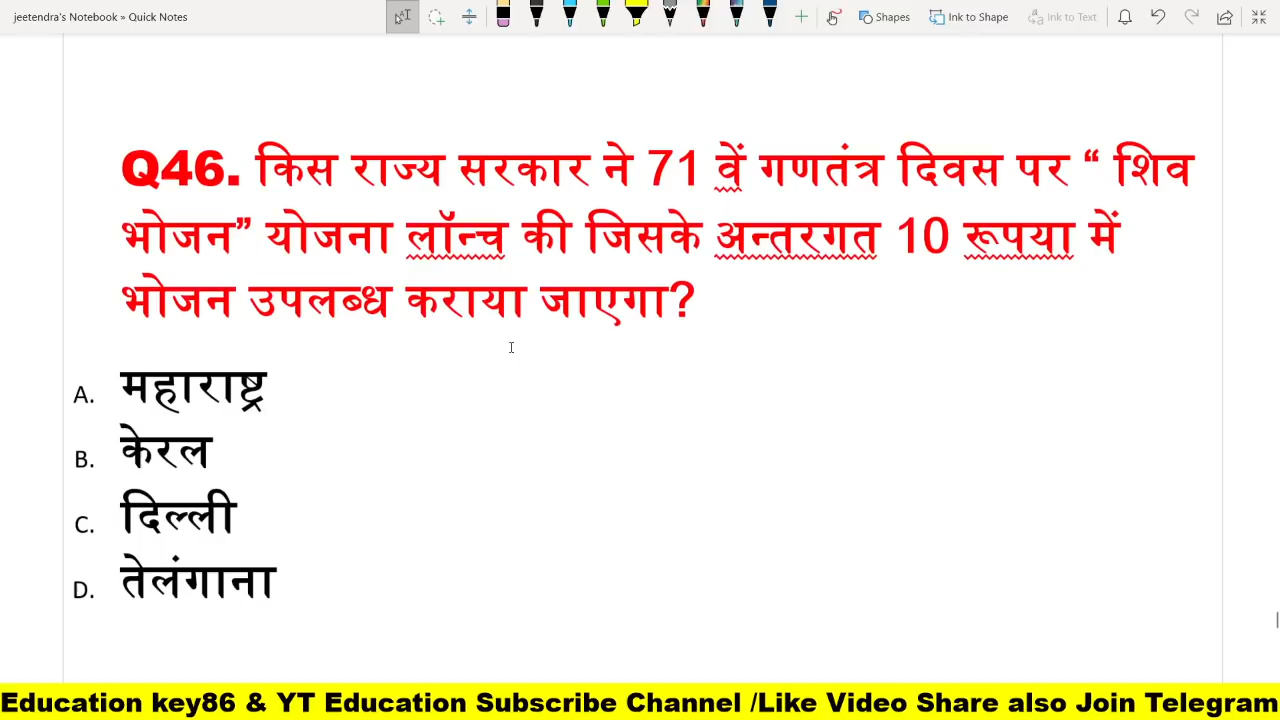 jeetendra's Notebook » Quick Notes
Shapes
Ink to Shape
Ink to Text
Q46. किस राज्य सरकार ने 71 वें गणतंत्र दिवस पर “ शिव
भोजन” योजना लॉन्च की जिसके अन्तरगत 10 रूपया में
भोजन उपलब्ध कराया जाएगा?
A. महाराष्ट्र
B. केरल
C. दिल्ली
D. तेलंगाना
Education key86 & YT Education Subscribe Channel /Like Video Share also Join Telegram